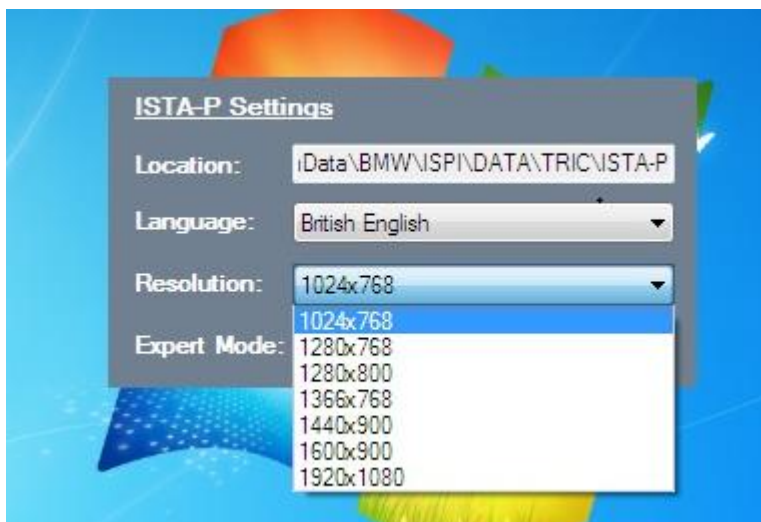 ISTA-P Settings
Location: ıData\BMW\ISPI\DATA\TRIC\ISTA-P
Language: British English
Resolution: 1024x768
1024x768
Expert Mode:
1280x768
1280x800
1366x768
1440x900
1600x900
1920x1080